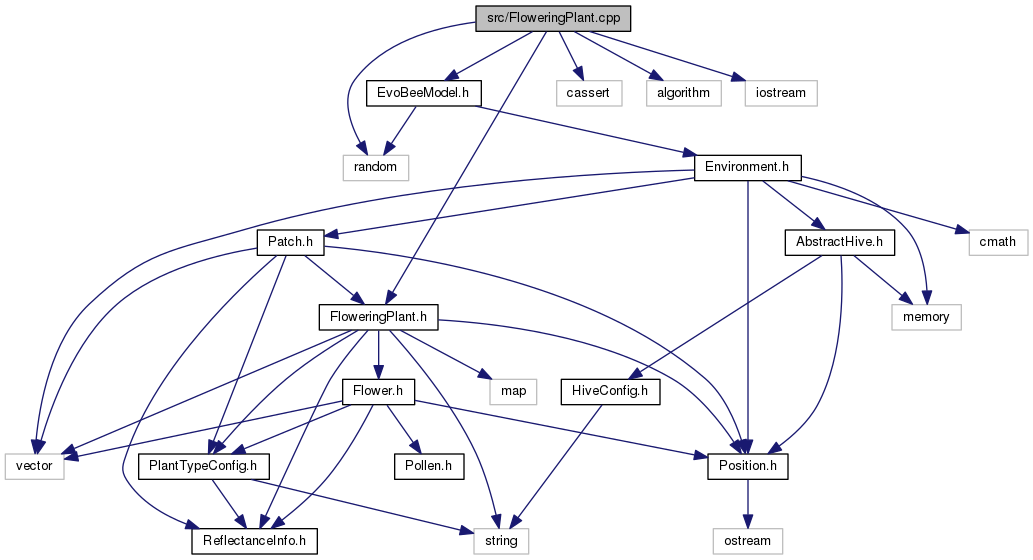 src/FloweringPlant.cpp
EvoBeeModel.h
cassert
algorithm
iostream
random
Environment.h
Patch.h
AbstractHive.h
cmath
FloweringPlant.h
memory
Flower.h
map
HiveConfig.h
vector
PlantTypeConfig.h
Pollen.h
Position.h
ReflectanceInfo.h
string
ostream